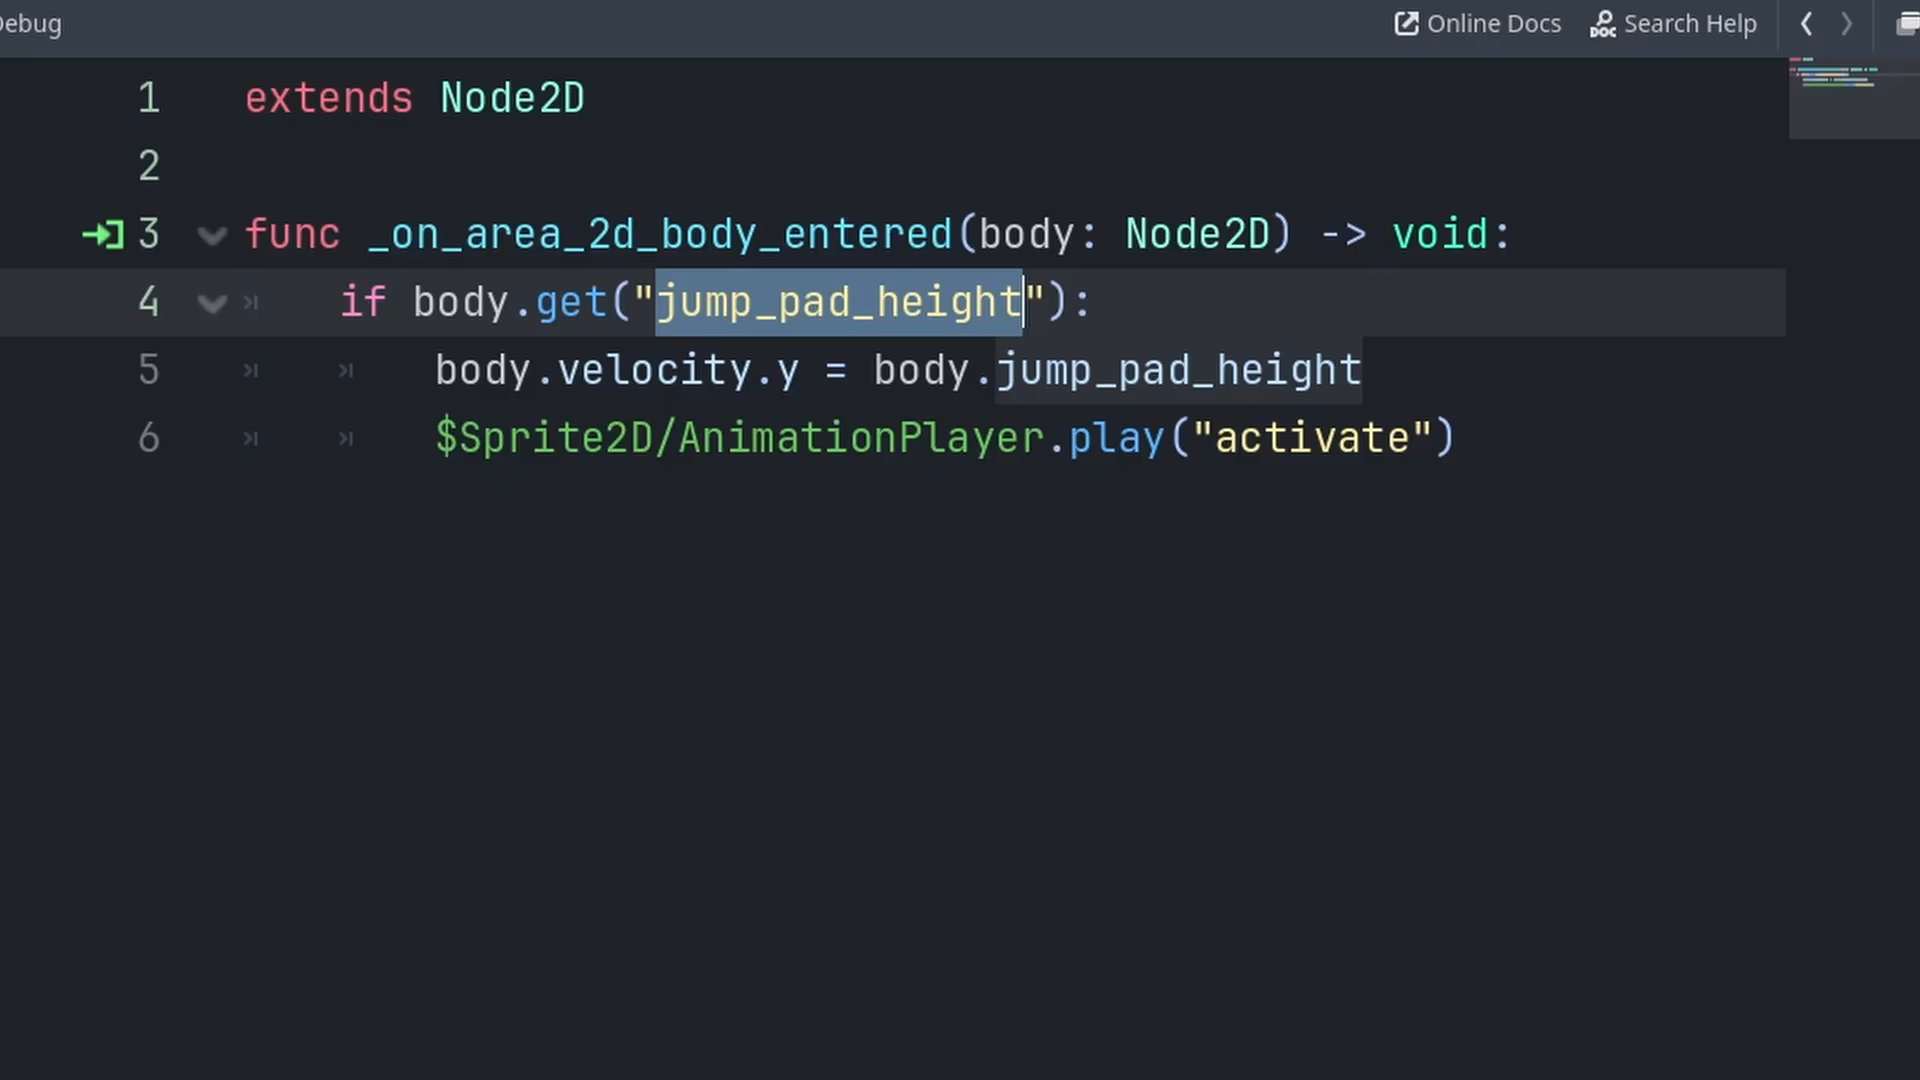 Debug
Online Docs
Search Help
1 extends Node2D
2
3 func _on_area_2d_body_entered(body: Node2D) -> void:
4 if body.get("jump_pad_height"):
5 body.velocity.y = body.jump_pad_height
6 $Sprite2D/AnimationPlayer.play("activate")